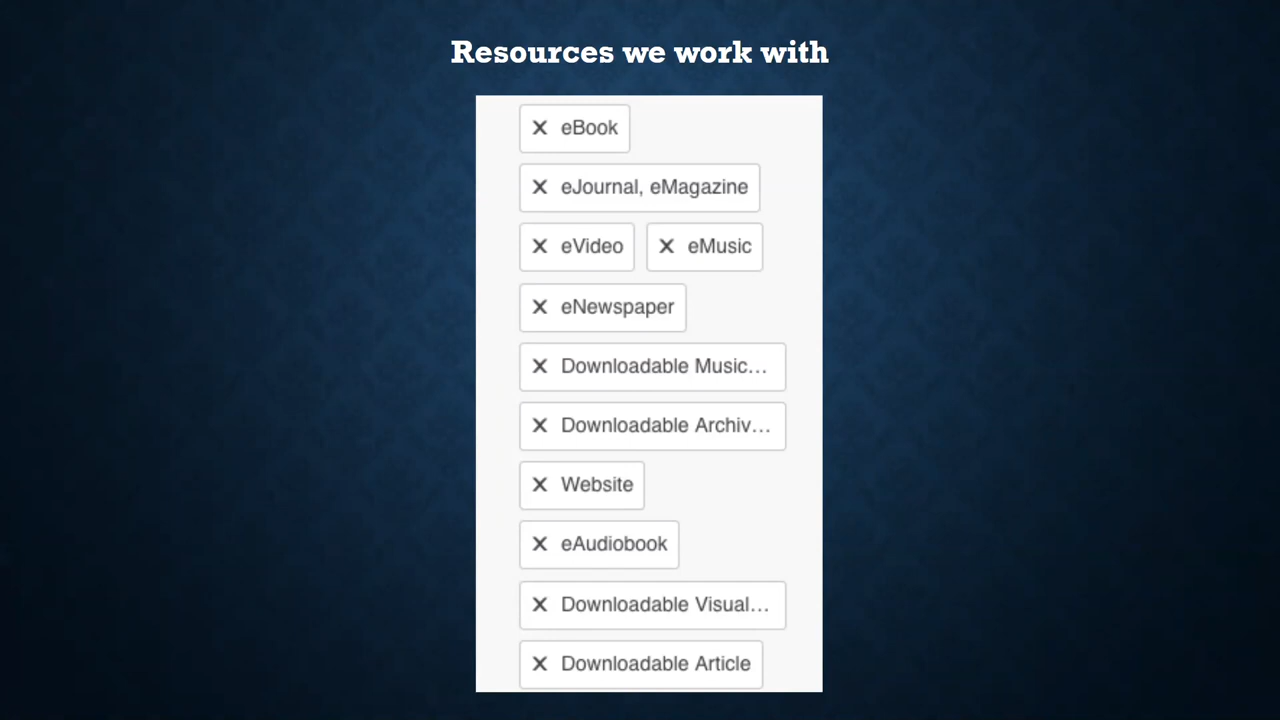 Resources we work with
X eBook
X eJournal, eMagazine
X eVideo X eMusic
X eNewspaper
X Downloadable Music...
X Downloadable Archiv...
X Website
X eAudiobook
X Downloadable Visual...
X Downloadable Article